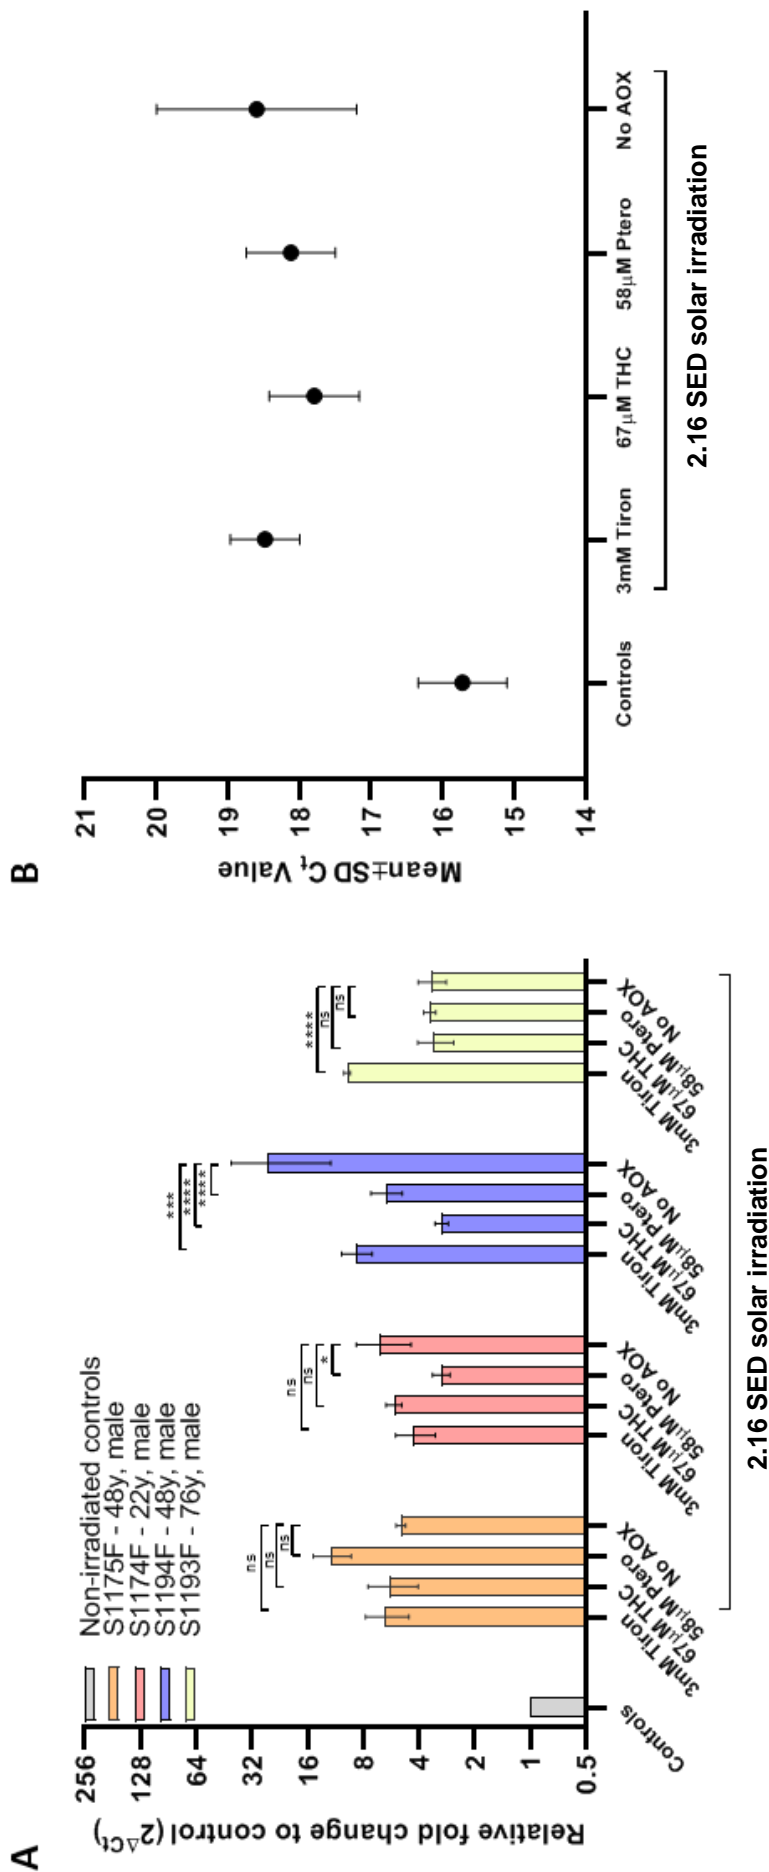 A
Relative fold change to control (2^ΔCt)
256
128
64
32
16
8
4
2
1
0.5
Non-irradiated controls
S1175F - 48y, male
S1174F - 22y, male
S1194F - 48y, male
S1193F - 76y, male
ns
ns
ns
ns
ns
*
***
****
****
****
ns
ns
Controls
3mM Tiron
67µM THC
58µM Ptero
No AOX
3mM Tiron
67µM THC
58µM Ptero
No AOX
3mM Tiron
67µM THC
58µM Ptero
No AOX
3mM Tiron
67µM THC
58µM Ptero
No AOX
2.16 SED solar irradiation
B
Mean±SD Ct Value
21
20
19
18
17
16
15
14
Controls
3mM Tiron
67µM THC
58µM Ptero
No AOX
2.16 SED solar irradiation